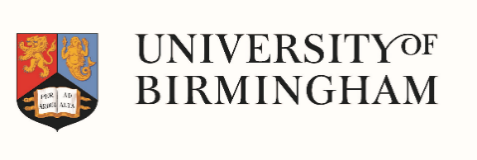 PER AD
ARDUA ALTA
UNIVERSITY OF
BIRMINGHAM